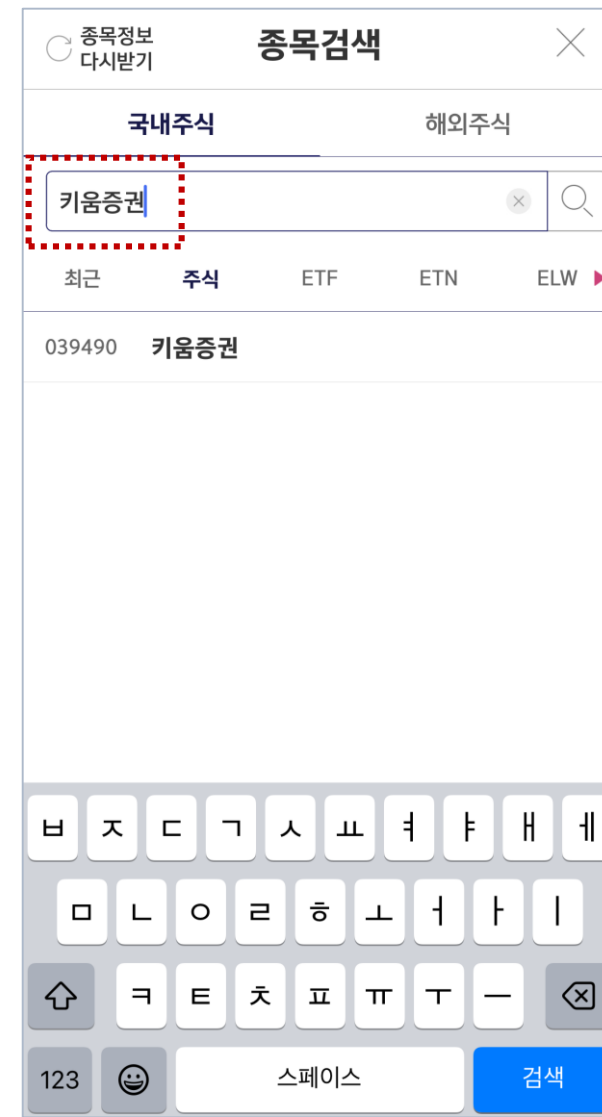 종목정보
다시받기
종목검색
국내주식 해외주식
키움증권
최근 주식 ETF ETN ELW
039490 키움증권
ㅂ ㅈ ㄷ ㄱ ㅅ ㅛ ㅕ ㅑ ㅐ ㅔ
ㅁ ㄴ ㅇ ㄹ ㅎ ㅗ ㅓ ㅏ ㅣ
ㅋ ㅌ ㅊ ㅍ ㅠ ㅜ ㅡ
123 스페이스 검색